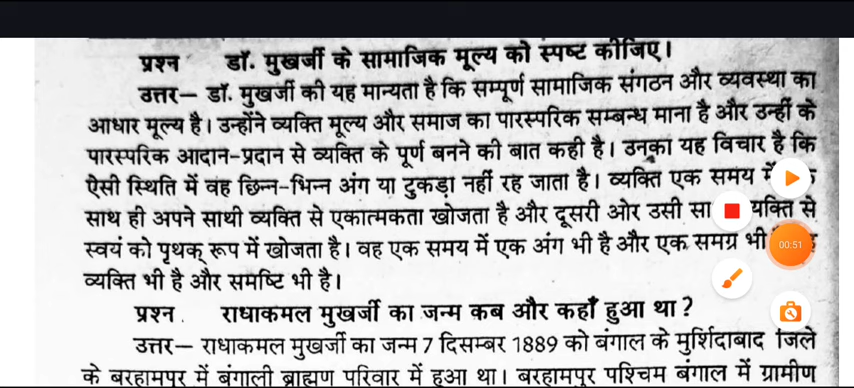 प्रश्न डॉ. मुखर्जी के सामाजिक मूल्य को स्पष्ट कीजिए।
उत्तर– डॉ. मुखर्जी की यह मान्यता है कि सम्पूर्ण सामाजिक संगठन और व्यवस्था का
आधार मूल्य है। उन्होंने व्यक्ति मूल्य और समाज का पारस्परिक सम्बन्ध माना है और उन्हीं के
पारस्परिक आदान-प्रदान से व्यक्ति के पूर्ण बनने की बात कही है। उनका यह विचार है कि
ऐसी स्थिति में वह छिन्न-भिन्न अंग या टुकड़ा नहीं रह जाता है। व्यक्ति एक समय
साथ ही अपने साथी व्यक्ति से एकात्मकता खोजता है और दूसरी ओर उसी से
स्वयं को पृथक् रूप में खोजता है। वह एक समय में एक अंग भी है और एक समग्र भी
00:51
व्यक्ति भी है और समष्टि भी है।
प्रश्न . राधाकमल मुखर्जी का जन्म कब और कहाँ हुआ था ?
उत्तर– राधाकमल मुखर्जी का जन्म 7 दिसम्बर 1889 को बंगाल के मुर्शिदाबाद जिले
के बरहामपुर में बंगाली ब्राह्मण परिवार में हुआ था। बरहामपुर पश्चिम बंगाल में ग्रामीण